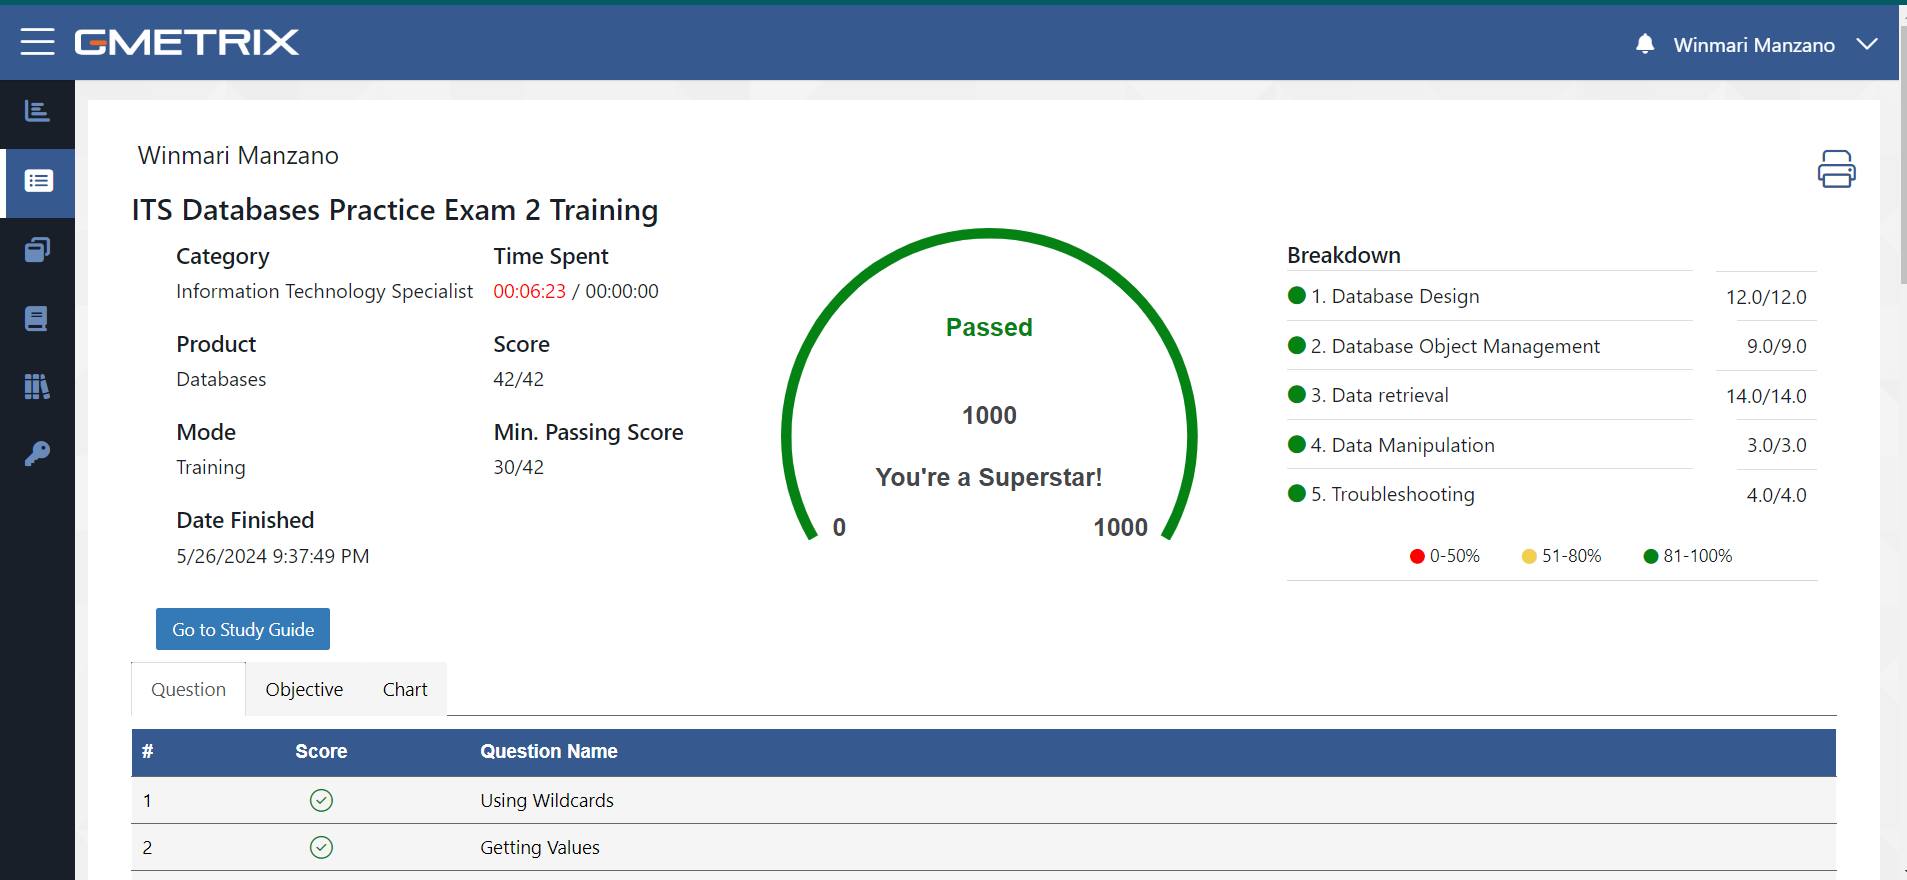 GMETRIX
Winmari Manzano
Winmari Manzano
ITS Databases Practice Exam 2 Training
Category
Information Technology Specialist
Time Spent
00:06:23 / 00:00:00
Product
Databases
Score
42/42
Mode
Training
Min. Passing Score
30/42
Date Finished
5/26/2024 9:37:49 PM
Passed
1000
You're a Superstar!
0 1000
Breakdown
1. Database Design 12.0/12.0
2. Database Object Management 9.0/9.0
3. Data retrieval 14.0/14.0
4. Data Manipulation 3.0/3.0
5. Troubleshooting 4.0/4.0
0-50% 51-80% 81-100%
Go to Study Guide
Question Objective Chart
# Score Question Name
1 Using Wildcards
2 Getting Values